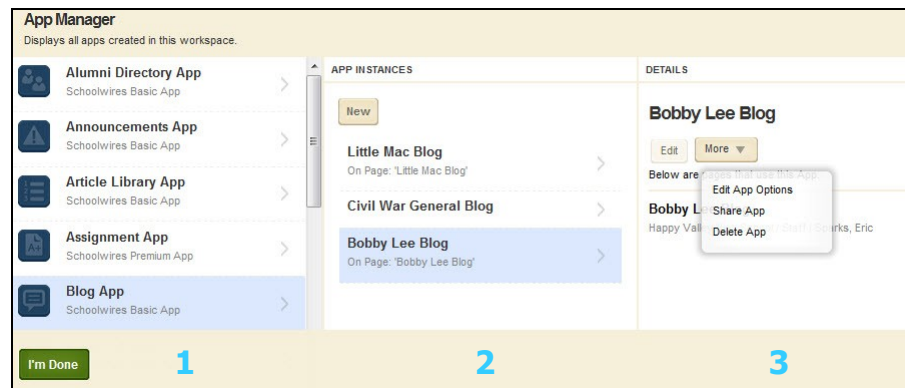 App Manager
Displays all apps created in this workspace.
Alumni Directory App
Schoolwires Basic App
Announcements App
Schoolwires Basic App
Article Library App
Schoolwires Basic App
Assignment App
Schoolwires Premium App
Blog App
Schoolwires Basic App
I'm Done
1
APP INSTANCES
New
Little Mac Blog
On Page: 'Little Mac Blog'
Civil War General Blog
Bobby Lee Blog
On Page: 'Bobby Lee Blog'
2
DETAILS
Bobby Lee Blog
Edit More
Below are pages that use this App
Edit App Options
Share App
Delete App
Bobby
Happy Staff / Sparks, Eric
3